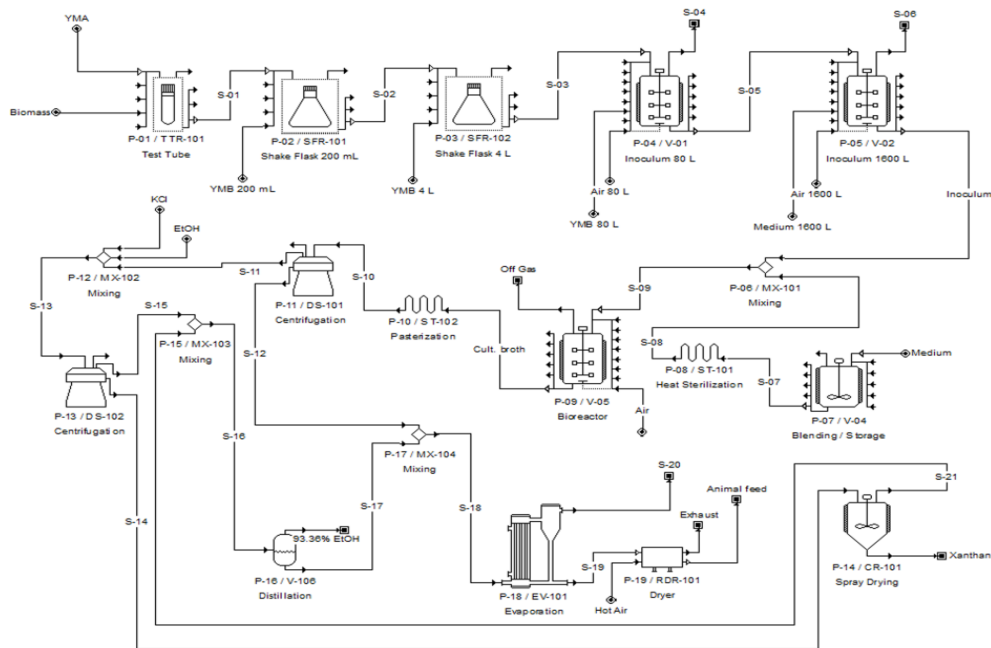 YMA
Biomass
P-01 / TTR-101
Test Tube
S-01
P-02 / SFR-101
Shake Flask 200 mL
YMB 200 mL
S-02
P-03 / SFR-102
Shake Flask 4 L
YMB 4 L
S-03
S-04
P-04 / V-01
Inoculum 80 L
Air 80 L
YMB 80 L
S-05
S-06
P-05 / V-02
Inoculum 1600 L
Air 1600 L
Medium 1600 L
Inoculum
KCl
EtOH
P-12 / MX-102
Mixing
S-11
P-11 / DS-101
Centrifugation
S-10
P-10 / ST-102
Pasterization
Off Gas
S-09
P-06 / MX-101
Mixing
S-13
S-15
P-15 / MX-103
Mixing
S-12
Cult. broth
P-09 / V-05
Bioreactor
Air
S-08
P-08 / ST-101
Heat Sterilization
S-07
Medium
P-07 / V-04
Blending / Storage
P-13 / DS-102
Centrifugation
S-16
P-17 / MX-104
Mixing
S-14
S-17
S-18
93.36% EtOH
P-16 / V-106
Distillation
S-20
P-18 / EV-101
Evaporation
S-19
Animal feed
Exhaust
P-19 / RDR-101
Dryer
Hot Air
S-21
Xanthan
P-14 / CR-101
Spray Drying